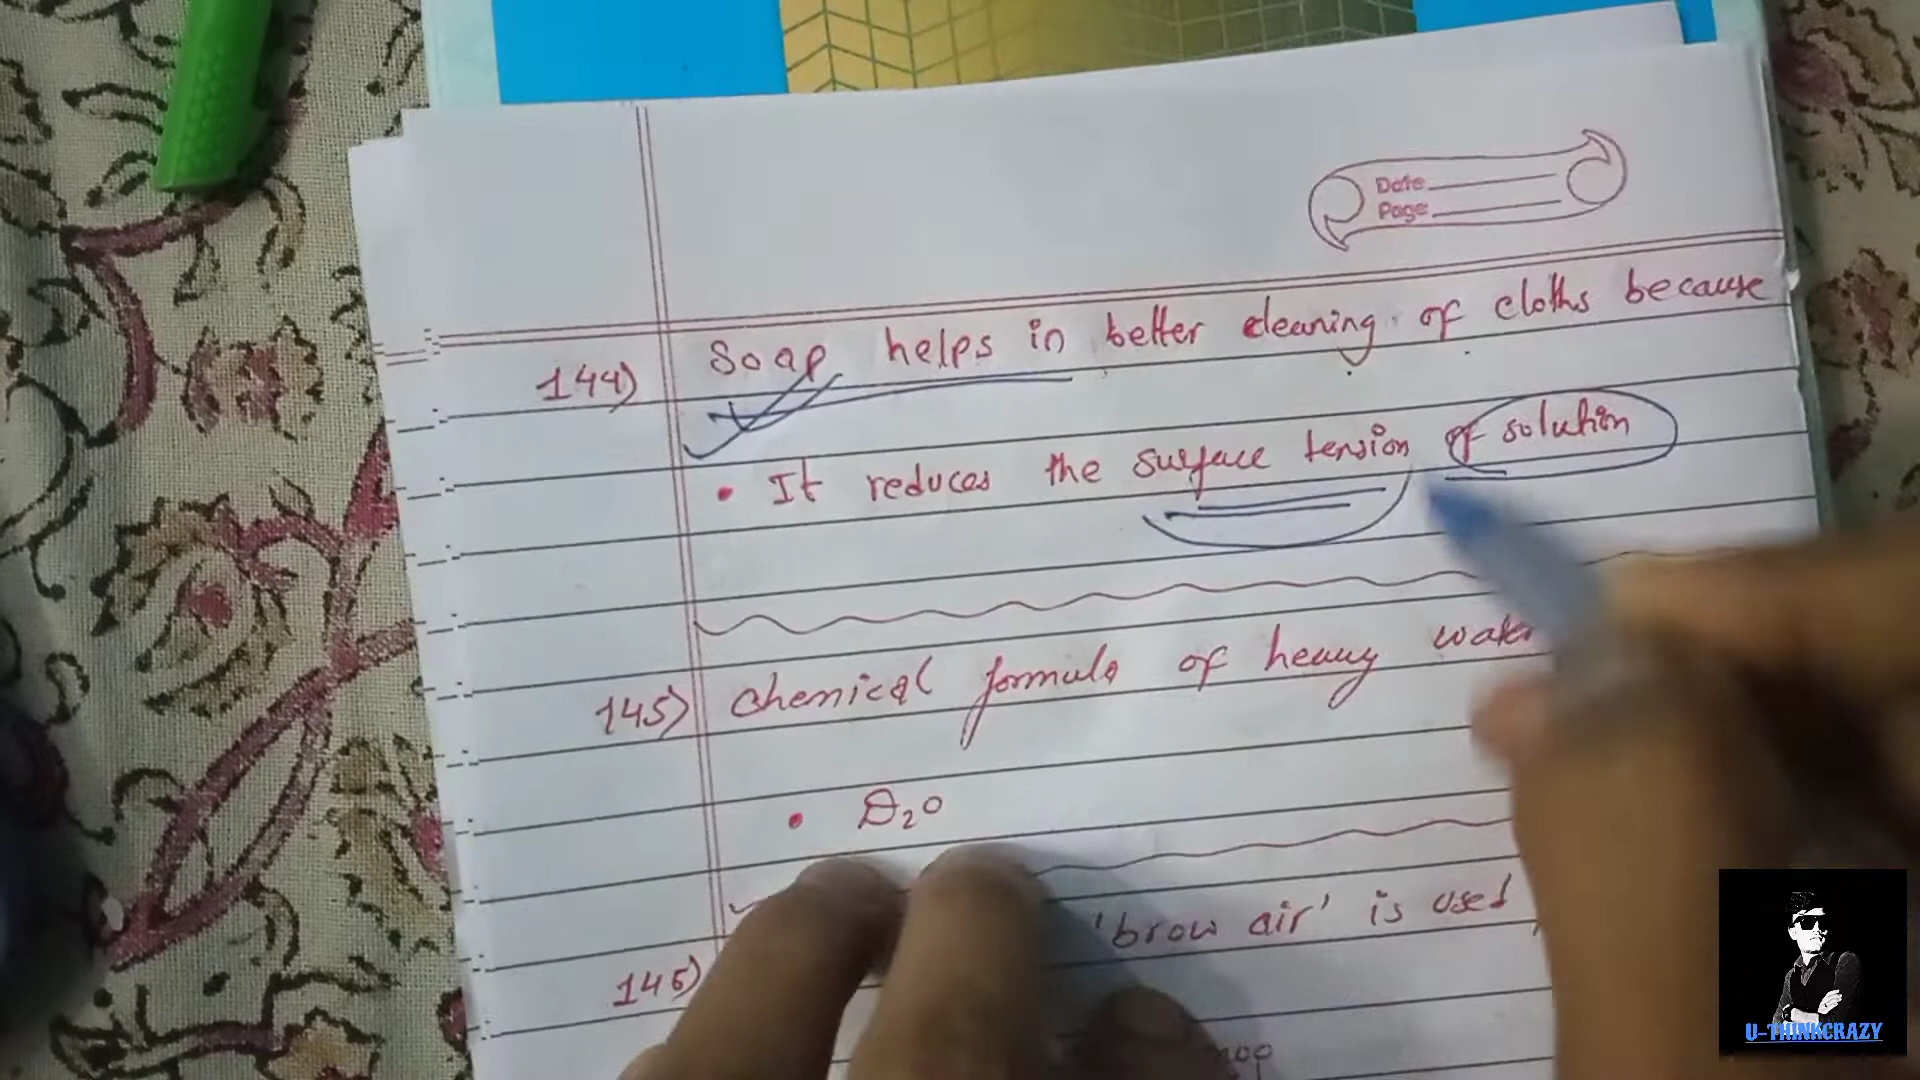 Date
Page
144) Soap helps in better cleaning of cloths because
• It reduces the surface tension of solution
145) Chemical formula of heavy water
• D₂O
146) 'brow air' is used
U-THINKCRAZY